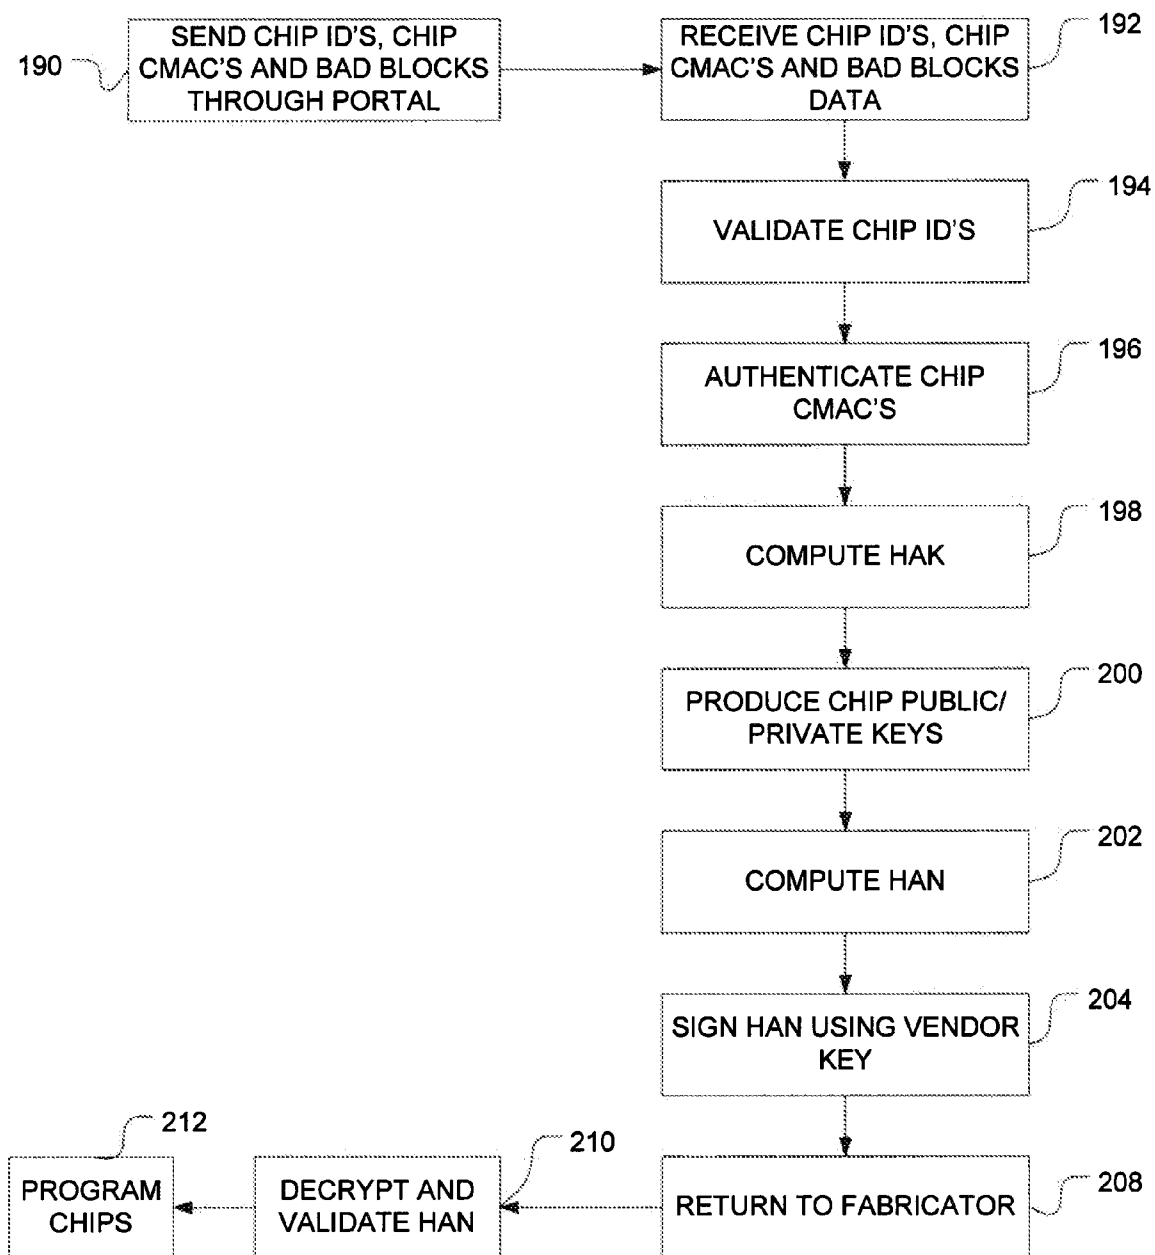 190
SEND CHIP ID'S, CHIP
CMAC'S AND BAD BLOCKS
THROUGH PORTAL
RECEIVE CHIP ID'S, CHIP
CMAC'S AND BAD BLOCKS
DATA
192
VALIDATE CHIP ID'S
194
AUTHENTICATE CHIP
CMAC'S
196
COMPUTE HAK
198
PRODUCE CHIP PUBLIC/
PRIVATE KEYS
200
COMPUTE HAN
202
SIGN HAN USING VENDOR
KEY
204
RETURN TO FABRICATOR
208
DECRYPT AND
VALIDATE HAN
210
PROGRAM
CHIPS
212